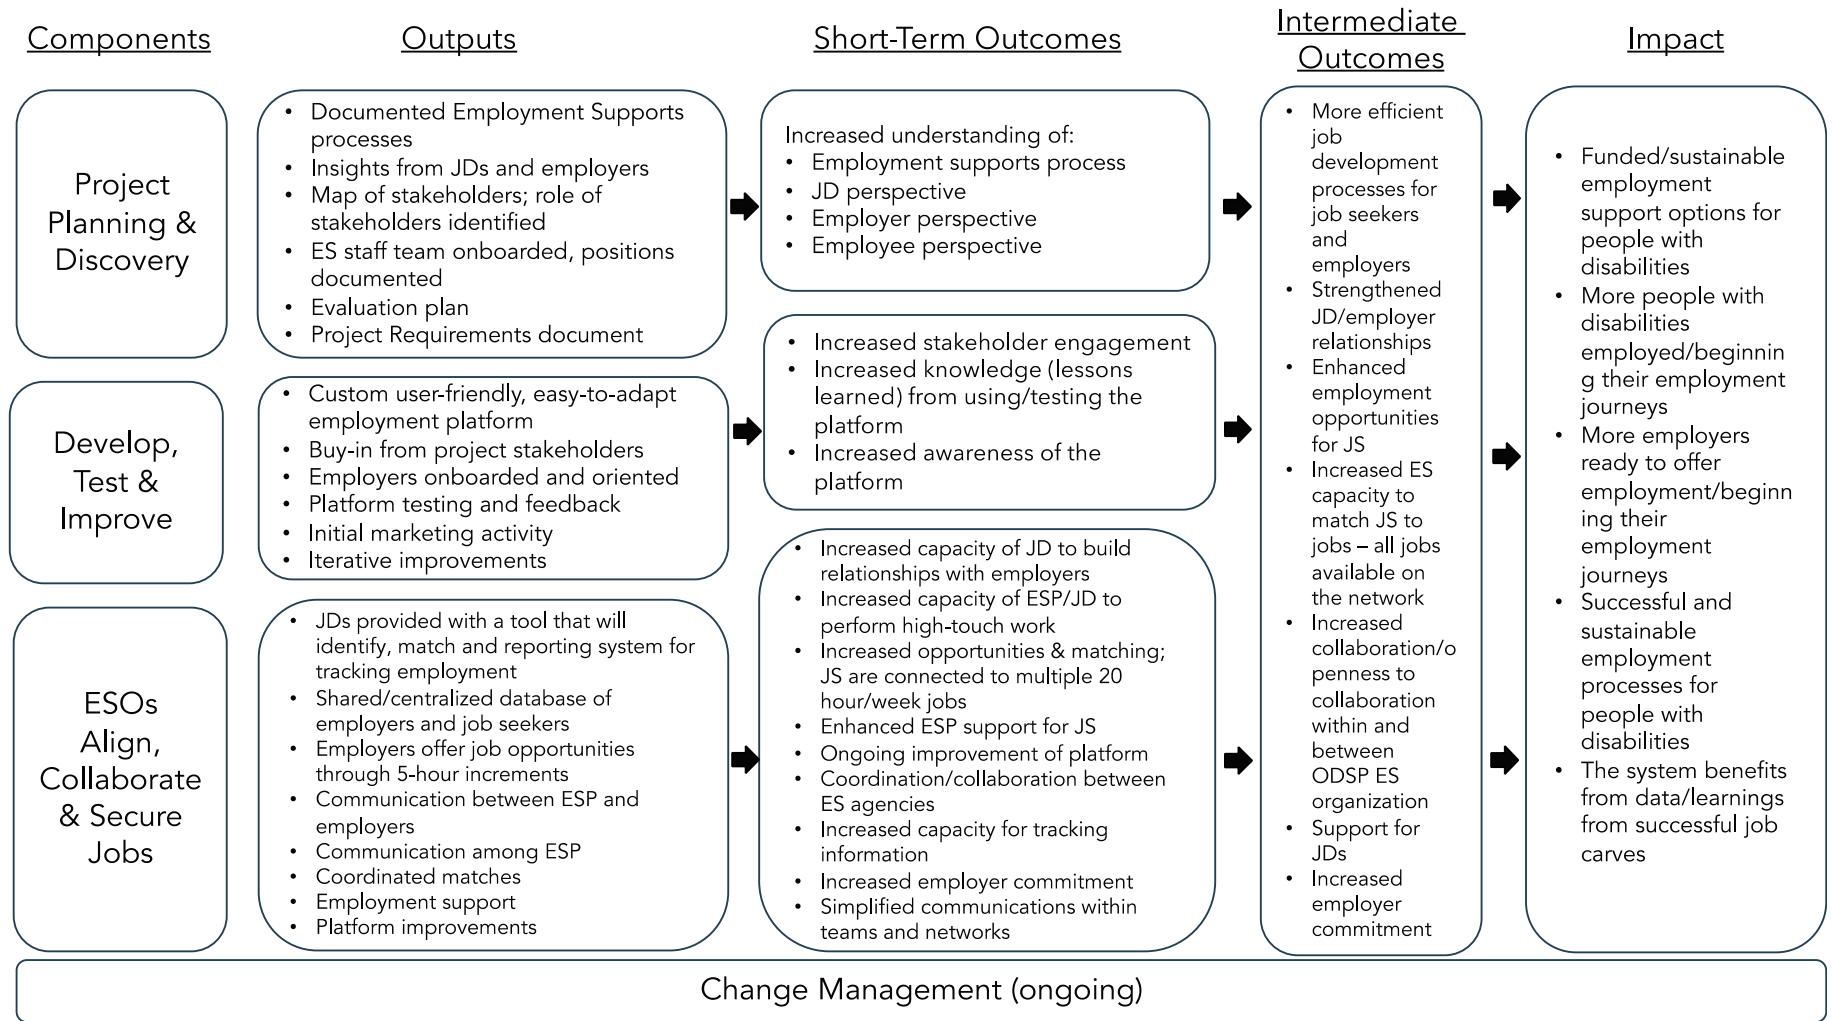 Components
Outputs
Short-Term Outcomes
Intermediate
Outcomes
Impact
Project
Planning &
Discovery
• Documented Employment Supports
processes
• Insights from JDs and employers
• Map of stakeholders; role of
stakeholders identified
• ES staff team onboarded, positions
documented
• Evaluation plan
• Project Requirements document
Increased understanding of:
• Employment supports process
• JD perspective
• Employer perspective
• Employee perspective
Develop,
Test &
Improve
• Custom user-friendly, easy-to-adapt
employment platform
• Buy-in from project stakeholders
• Employers onboarded and oriented
• Platform testing and feedback
• Initial marketing activity
• Iterative improvements
• Increased stakeholder engagement
• Increased knowledge (lessons
learned) from using/testing the
platform
• Increased awareness of the
platform
ESOs
Align,
Collaborate
& Secure
Jobs
• JDs provided with a tool that will
identify, match and reporting system for
tracking employment
• Shared/centralized database of
employers and job seekers
• Employers offer job opportunities
through 5-hour increments
• Communication between ESP and
employers
• Communication among ESP
• Coordinated matches
• Employment support
• Platform improvements
• Increased capacity of JD to build
relationships with employers
• Increased capacity of ESP/JD to
perform high-touch work
• Increased opportunities & matching;
JS are connected to multiple 20
hour/week jobs
• Enhanced ESP support for JS
• Ongoing improvement of platform
• Coordination/collaboration between
ES agencies
• Increased capacity for tracking
information
• Increased employer commitment
• Simplified communications within
teams and networks
• More efficient
job
development
processes for
job seekers
and
employers
• Strengthened
JD/employer
relationships
• Enhanced
employment
opportunities
for JS
• Increased ES
capacity to
match JS to
jobs – all jobs
available on
the network
• Increased
collaboration/o
penness to
collaboration
within and
between
ODSP ES
organization
• Support for
JDs
• Increased
employer
commitment
• Funded/sustainable
employment
support options for
people with
disabilities
• More people with
disabilities
employed/beginnin
g their employment
journeys
• More employers
ready to offer
employment/beginn
ing their
employment
journeys
• Successful and
sustainable
employment
processes for
people with
disabilities
• The system benefits
from data/learnings
from successful job
carves
Change Management (ongoing)